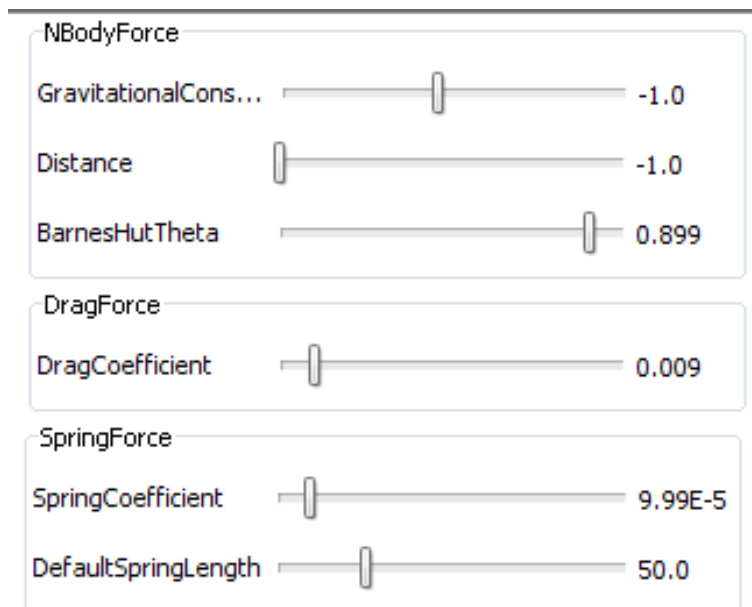 NBodyForce
GravitationalCons... -1.0
Distance -1.0
BarnesHutTheta 0.899
DragForce
DragCoefficient 0.009
SpringForce
SpringCoefficient 9.99E-5
DefaultSpringLength 50.0